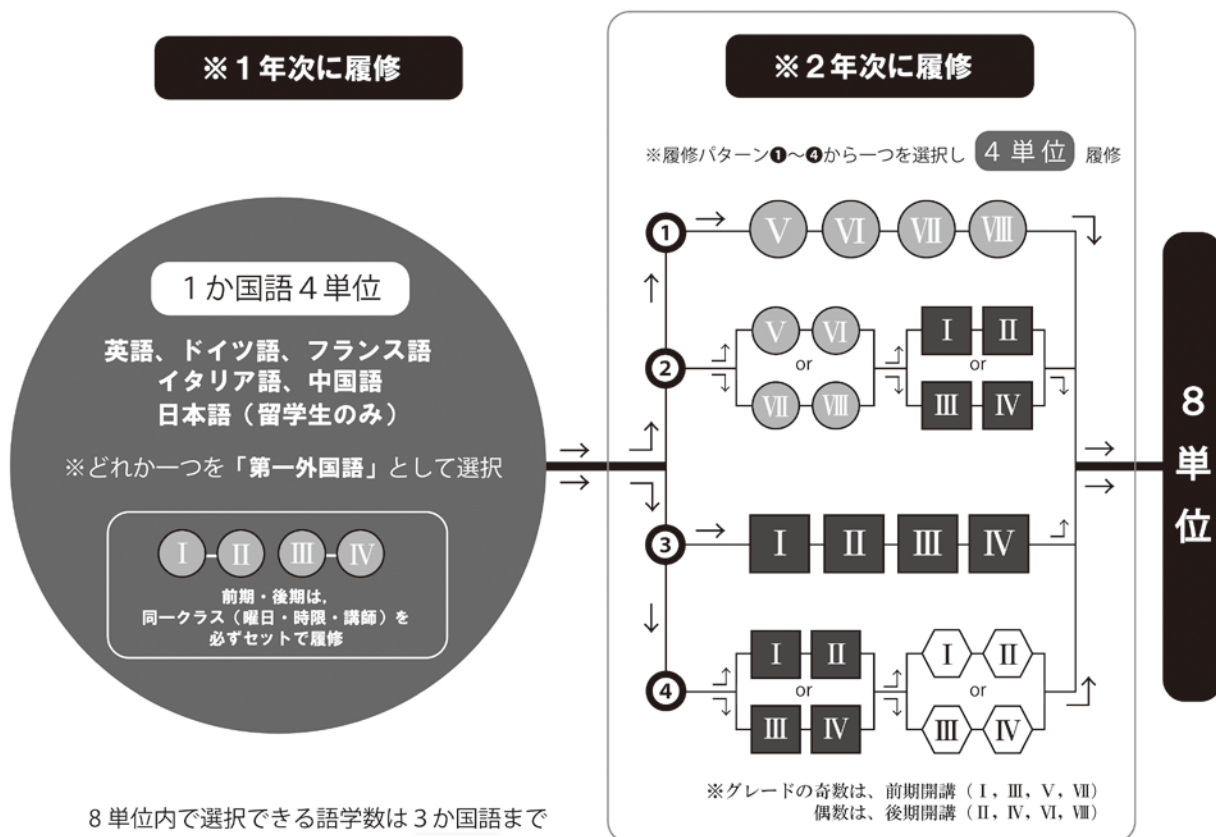 ※１年次に履修
１か国語４単位
英語、ドイツ語、フランス語
イタリア語、中国語
日本語（留学生のみ）
※どれか一つを「第一外国語」として選択
Ⅰ Ⅱ Ⅲ Ⅳ
前期・後期は，
同一クラス（曜日・時限・講師）を
必ずセットで履修
8 単位内で選択できる語学数は 3 か国語まで
※２年次に履修
※履修パターン❶～❹から一つを選択し 4 単位 履修
1 Ⅴ Ⅵ Ⅶ Ⅷ
2
Ⅴ Ⅵ
or
Ⅶ Ⅷ
Ⅰ Ⅱ
or
Ⅲ Ⅳ
3 Ⅰ Ⅱ Ⅲ Ⅳ
4
Ⅰ Ⅱ
or
Ⅲ Ⅳ
Ⅰ Ⅱ
or
Ⅲ Ⅳ
※グレードの奇数は、前期開講（Ⅰ，Ⅲ，Ⅴ，Ⅶ）
偶数は、後期開講（Ⅱ，Ⅳ，Ⅵ，Ⅷ）
8単位